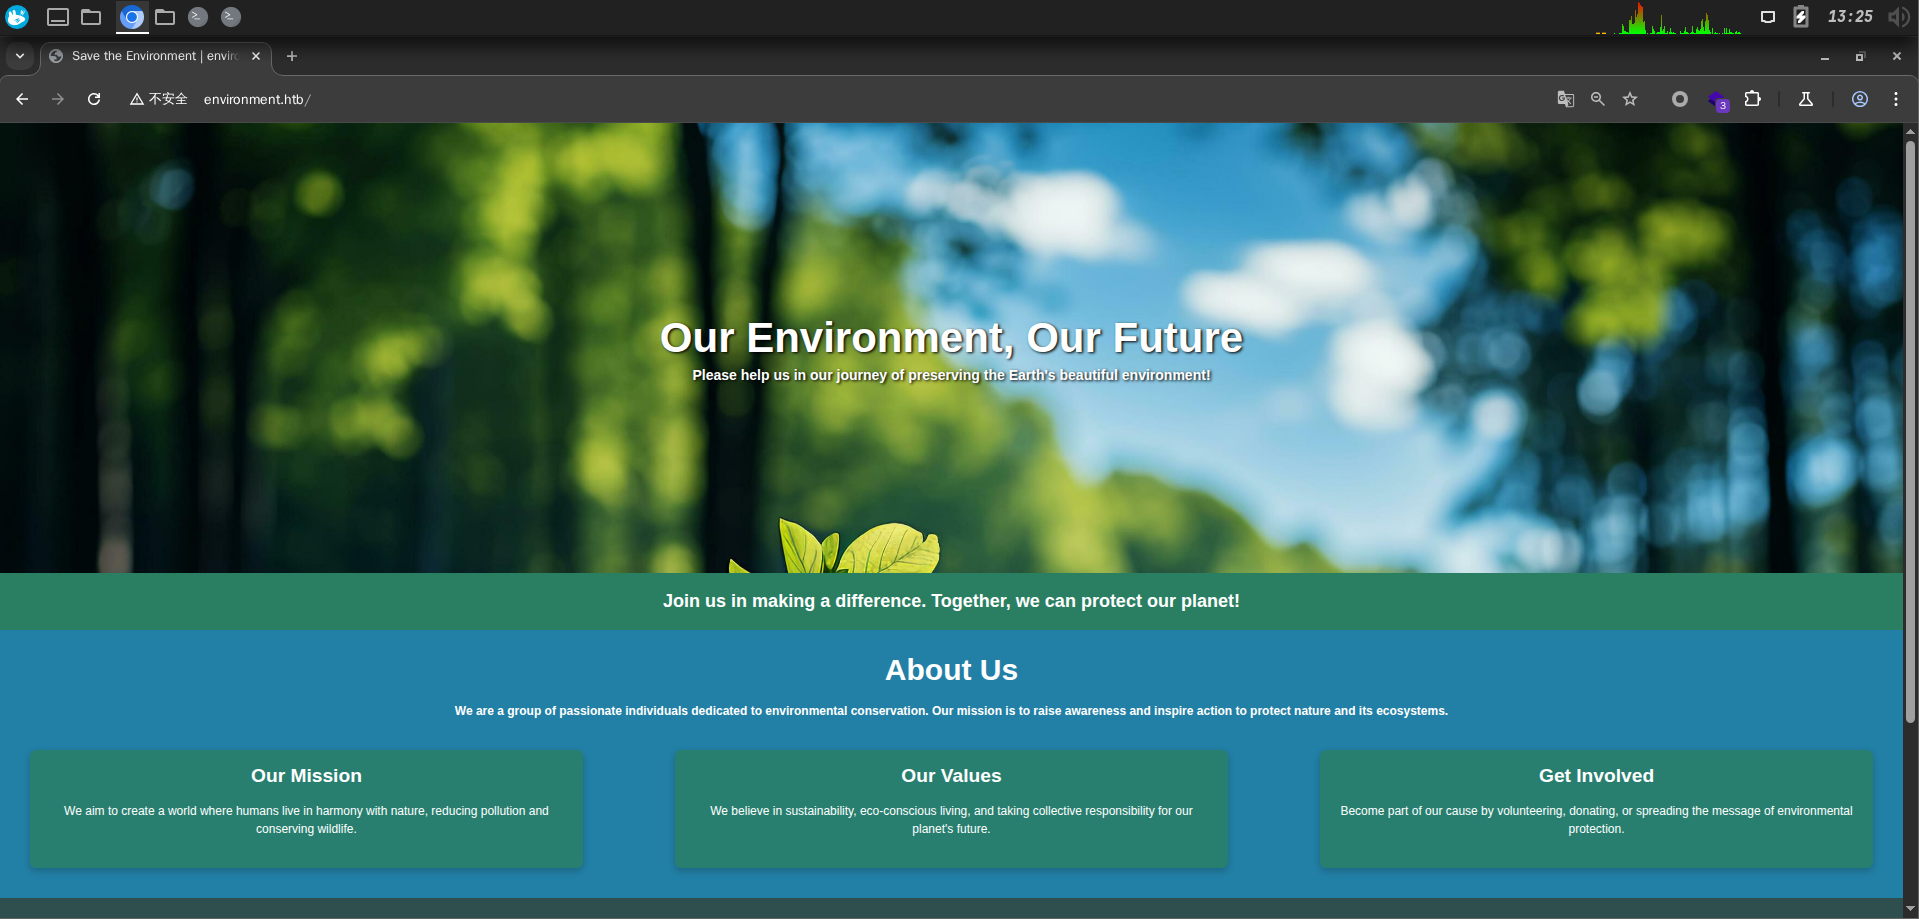 13:25
Save the Environment | envir
不安全 environment.htb/
3
Our Environment, Our Future
Please help us in our journey of preserving the Earth's beautiful environment!
Join us in making a difference. Together, we can protect our planet!
About Us
We are a group of passionate individuals dedicated to environmental conservation. Our mission is to raise awareness and inspire action to protect nature and its ecosystems.
Our Mission
We aim to create a world where humans live in harmony with nature, reducing pollution and
conserving wildlife.
Our Values
We believe in sustainability, eco-conscious living, and taking collective responsibility for our
planet's future.
Get Involved
Become part of our cause by volunteering, donating, or spreading the message of environmental
protection.